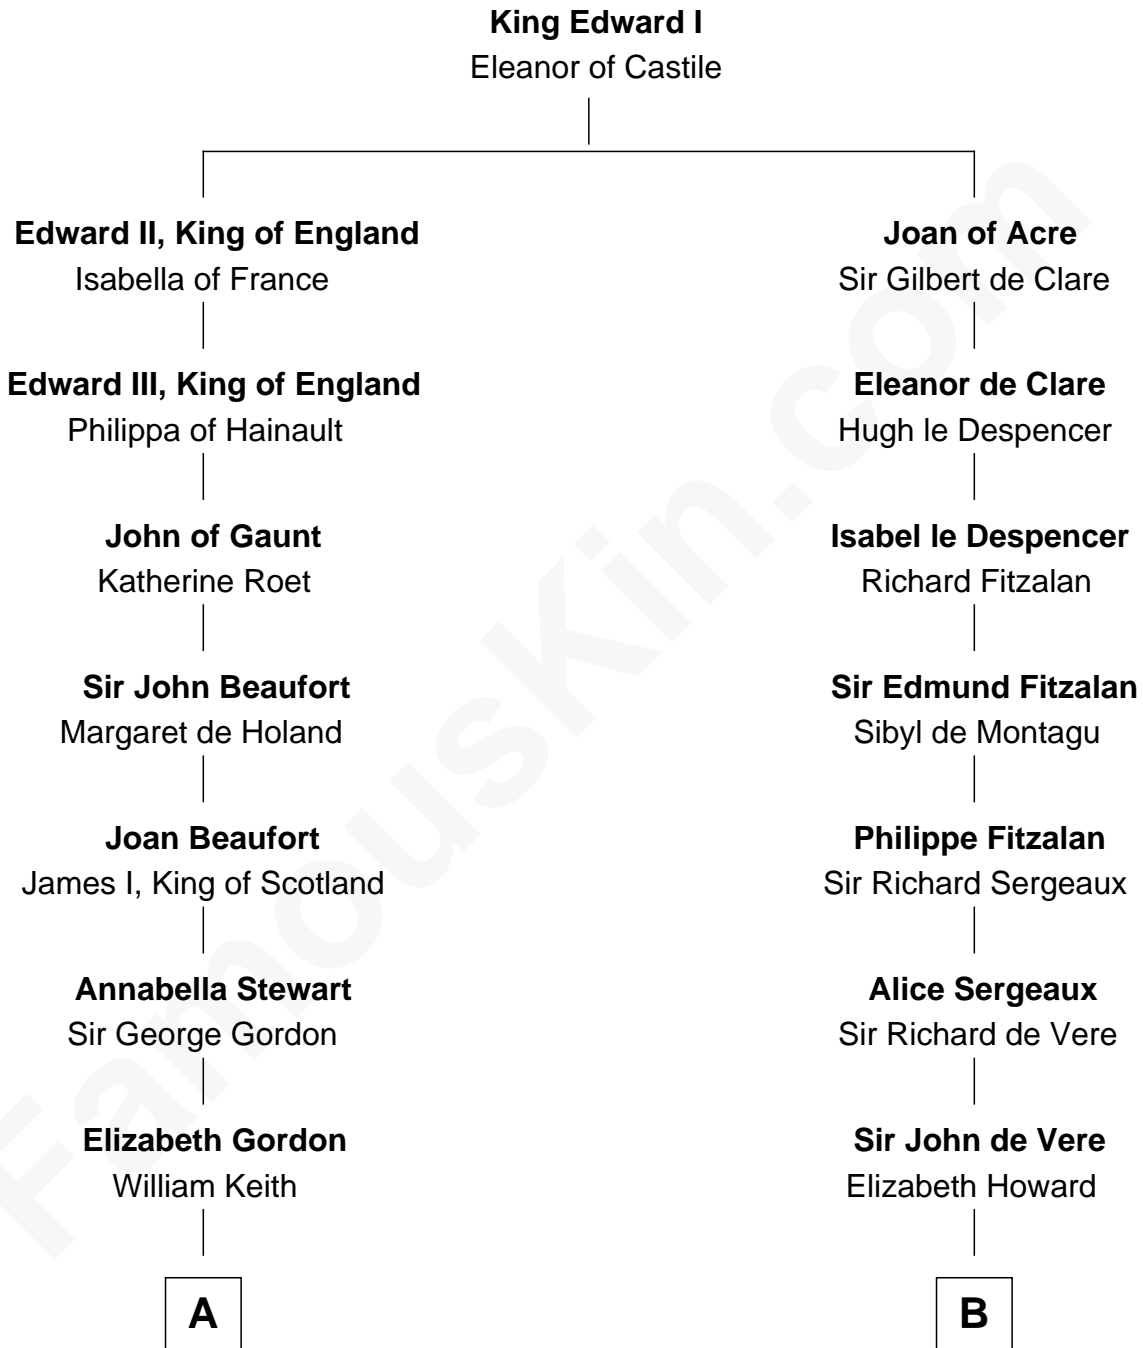 King Edward I
Eleanor of Castile
Edward II, King of England
Isabella of France
Joan of Acre
Sir Gilbert de Clare
Edward III, King of England
Philippa of Hainault
Eleanor de Clare
Hugh le Despencer
John of Gaunt
Katherine Roet
Isabel le Despencer
Richard Fitzalan
Sir John Beaufort
Margaret de Holand
Sir Edmund Fitzalan
Sibyl de Montagu
Joan Beaufort
James I, King of Scotland
Philippe Fitzalan
Sir Richard Sergeaux
Annabella Stewart
Sir George Gordon
Alice Sergeaux
Sir Richard de Vere
Elizabeth Gordon
William Keith
Sir John de Vere
Elizabeth Howard
A
B
FamousKin.com